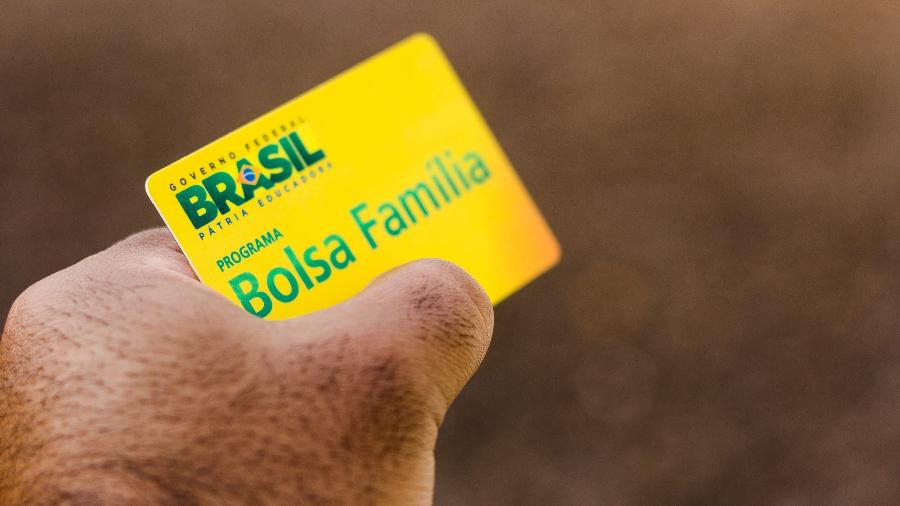 GOVERNO FEDERAL
BRASIL
PÁTRIA EDUCADORA
PROGRAMA
Bolsa Família